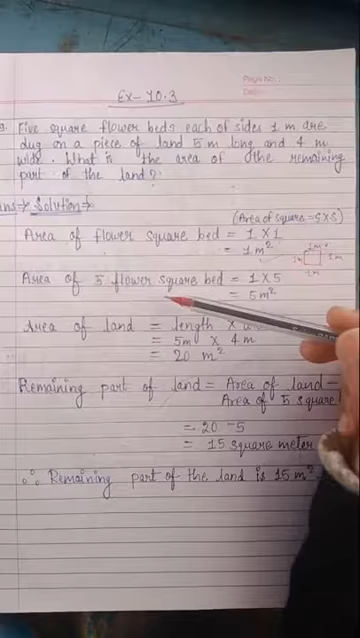 Page No.:
Date:
Ex-10.3
Five square flower beds each of sides 1 m are
dug on a piece of land 5 m long and 4 m
wide. What is the area of the remaining
part of the land?
Solution→
(Area of square = S×S)
Area of flower square bed = 1 × 1
= 1 m²
Area of 5 flower square bed = 1 × 5
= 5 m²
Area of land = length ×
= 5m × 4 m
= 20 m²
Remaining part of land = Area of land −
Area of 5 square
= 20 - 5
= 15 square meter
∴ Remaining part of the land is 15 m².